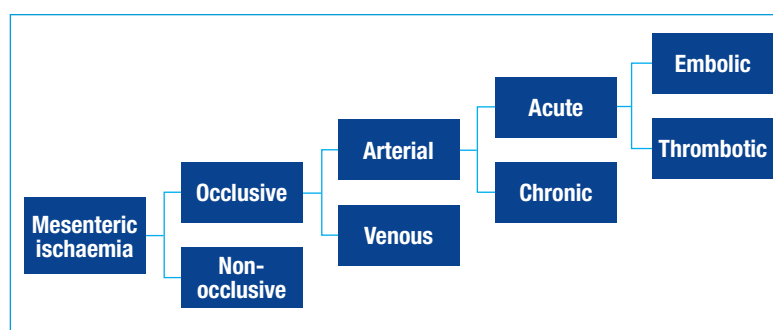 Mesenteric
ischaemia
Occlusive
Non-
occlusive
Arterial
Venous
Acute
Chronic
Embolic
Thrombotic